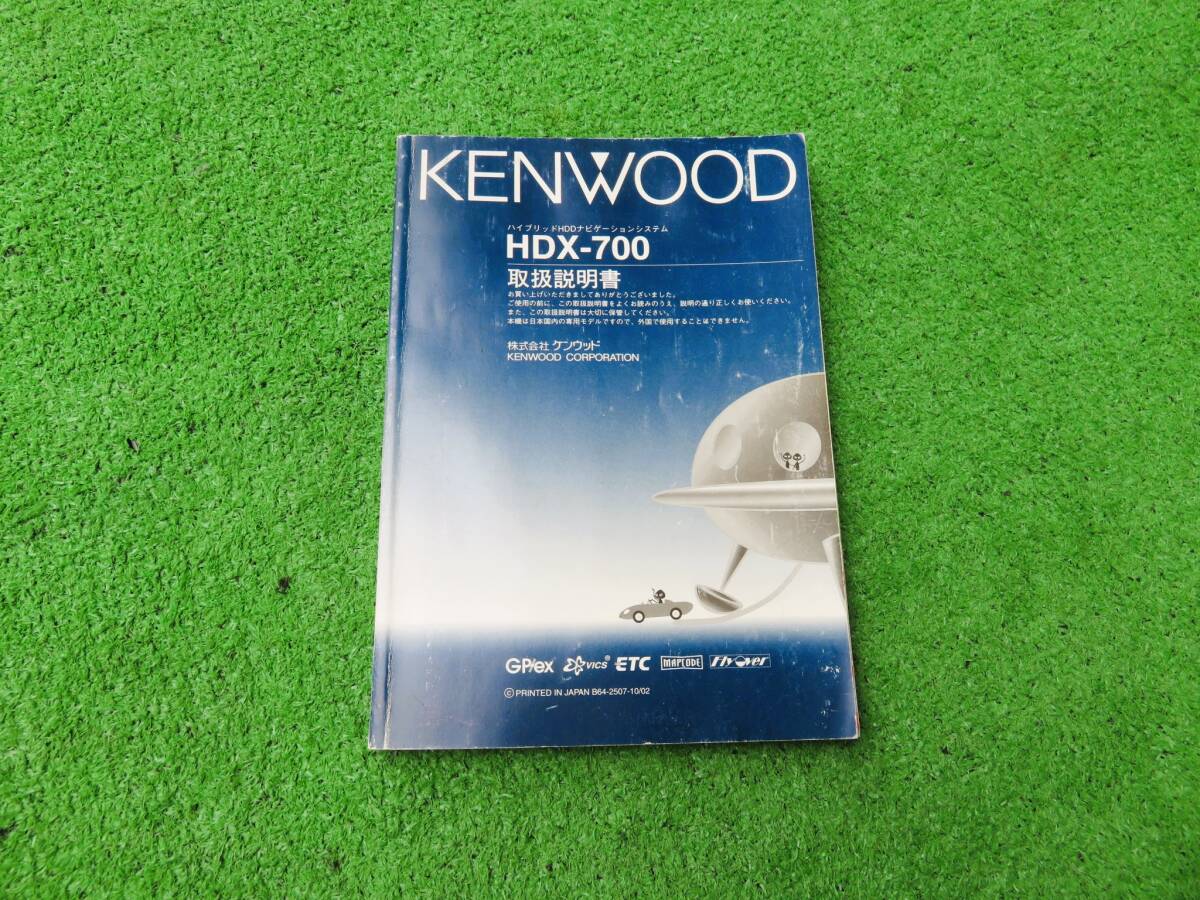 KENWOOD
ハイブリッドHDDナビゲーションシステム
HDX-700
取扱説明書
お買い上げいただきましてありがとうございました。
ご使用の前に、この取扱説明書をよくお読みのうえ、説明の通り正しくお使いください。
また、この取扱説明書は大切に保管してください。
本機は日本国内の専用モデルですので、外国で使用することはできません。
株式会社 ケンウッド
KENWOOD CORPORATION
GP/ex VICS® ETC MAPCODE FlyOver
©PRINTED IN JAPAN B64-2507-10/02